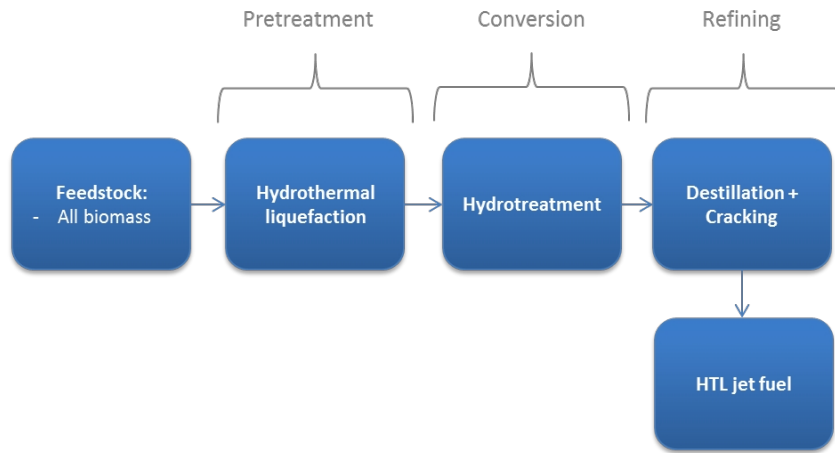 Pretreatment
Conversion
Refining
Feedstock:
- All biomass
Hydrothermal
liquefaction
Hydrotreatment
Destillation +
Cracking
HTL jet fuel